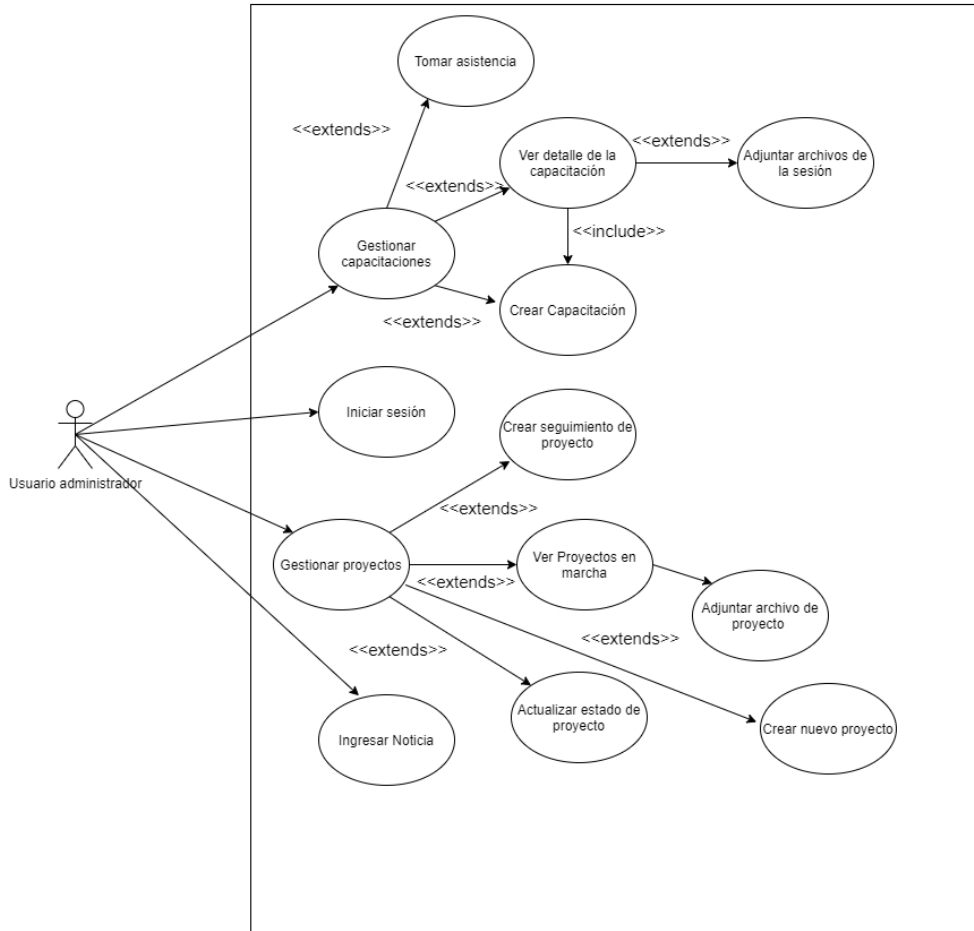 Tomar asistencia
<<extends>>
Ver detalle de la
capacitación
<<extends>>
Adjuntar archivos de
la sesión
<<extends>>
Gestionar
capacitaciones
<<include>>
Crear Capacitación
<<extends>>
Iniciar sesión
Crear seguimiento de
proyecto
Usuario administrador
<<extends>>
Gestionar proyectos
Ver Proyectos en
marcha
<<extends>>
Adjuntar archivo de
proyecto
<<extends>>
<<extends>>
Actualizar estado de
proyecto
Crear nuevo proyecto
Ingresar Noticia